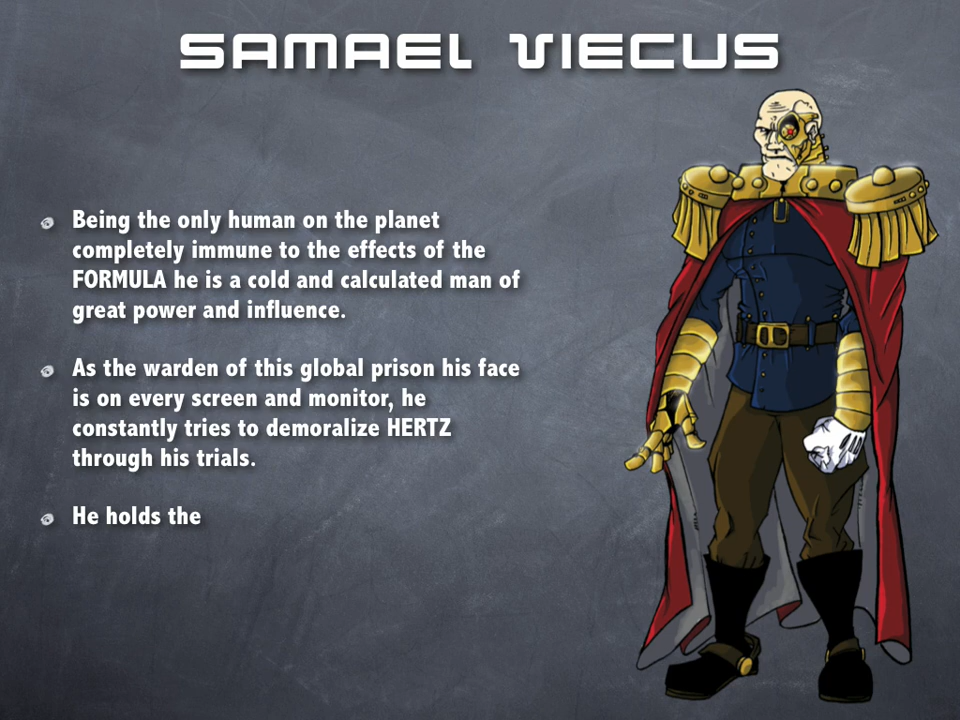 SAMAEL VIECUS
Being the only human on the planet
completely immune to the effects of the
FORMULA he is a cold and calculated man of
great power and influence.
As the warden of this global prison his face
is on every screen and monitor, he
constantly tries to demoralize HERTZ
through his trials.
He holds the